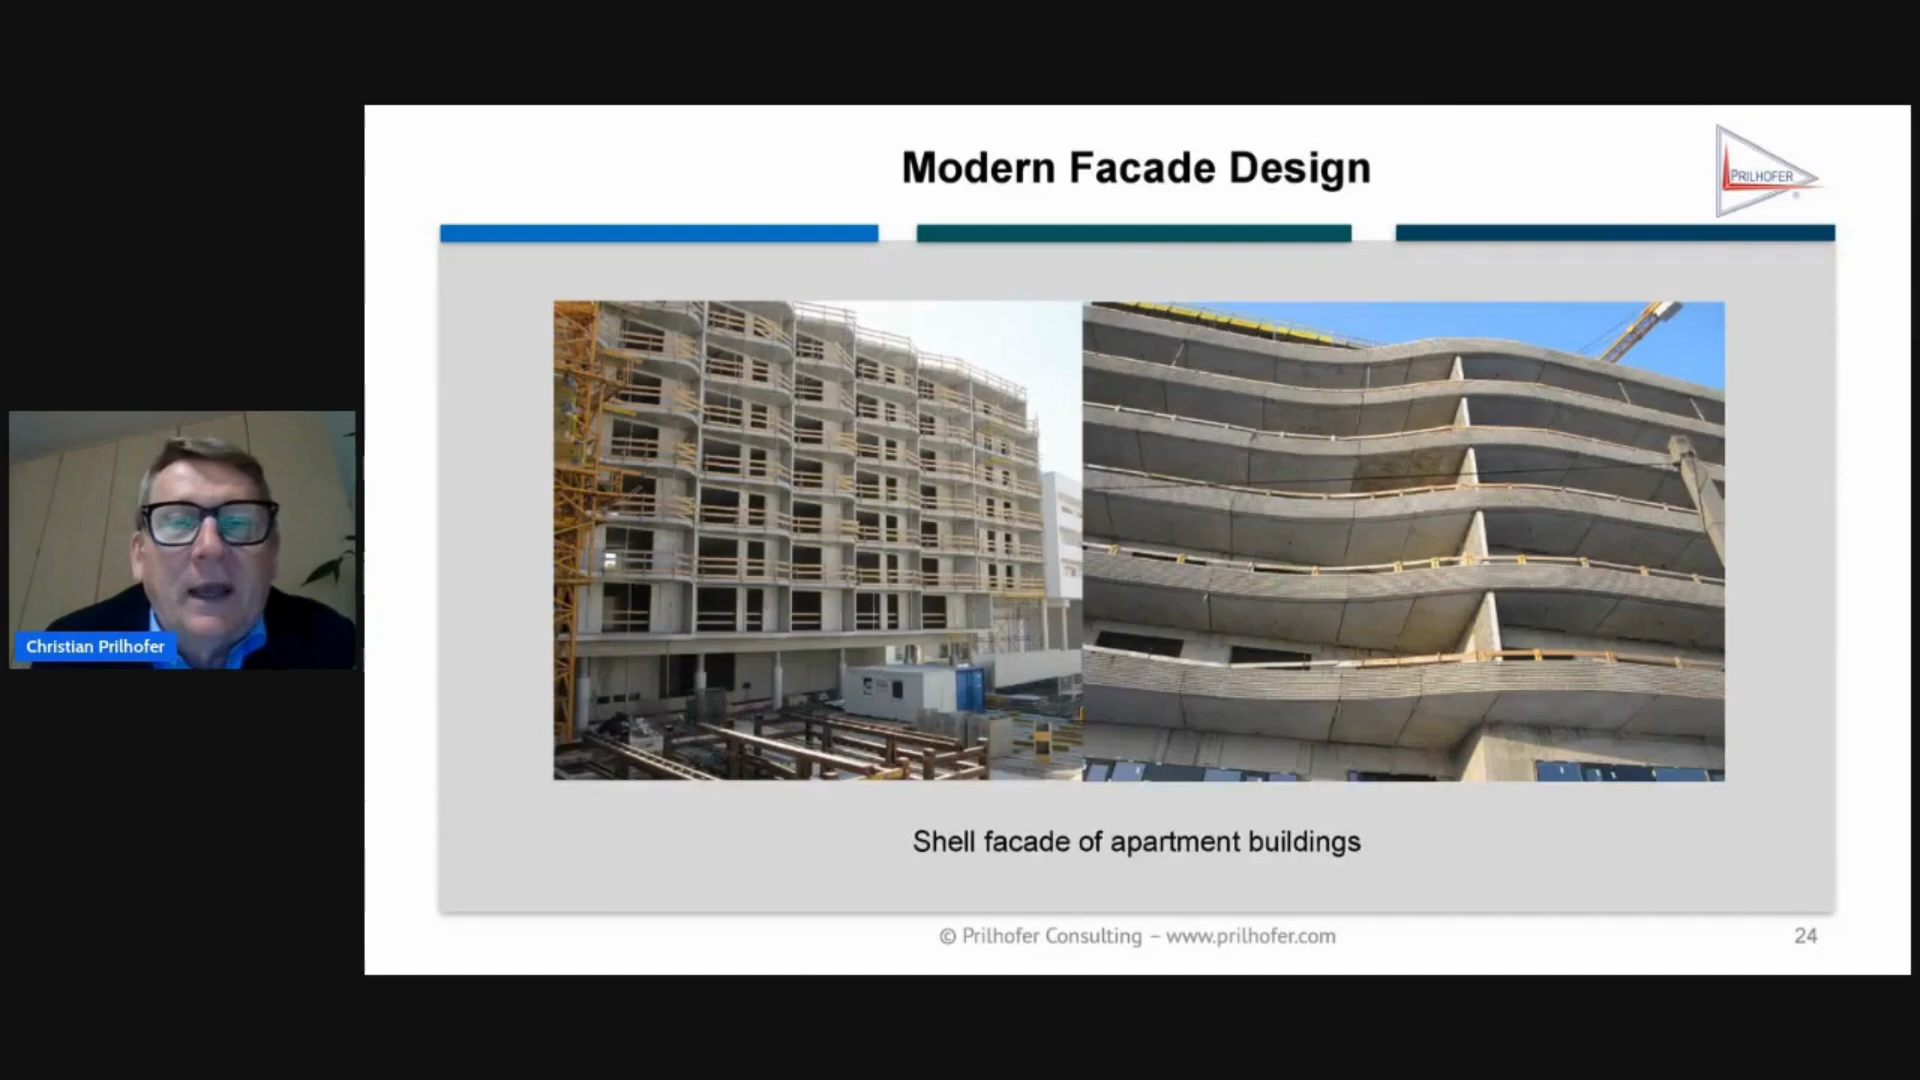 Modern Facade Design
PRILHOFER
®
Christian Prilhofer
Shell facade of apartment buildings
© Prilhofer Consulting – www.prilhofer.com
24